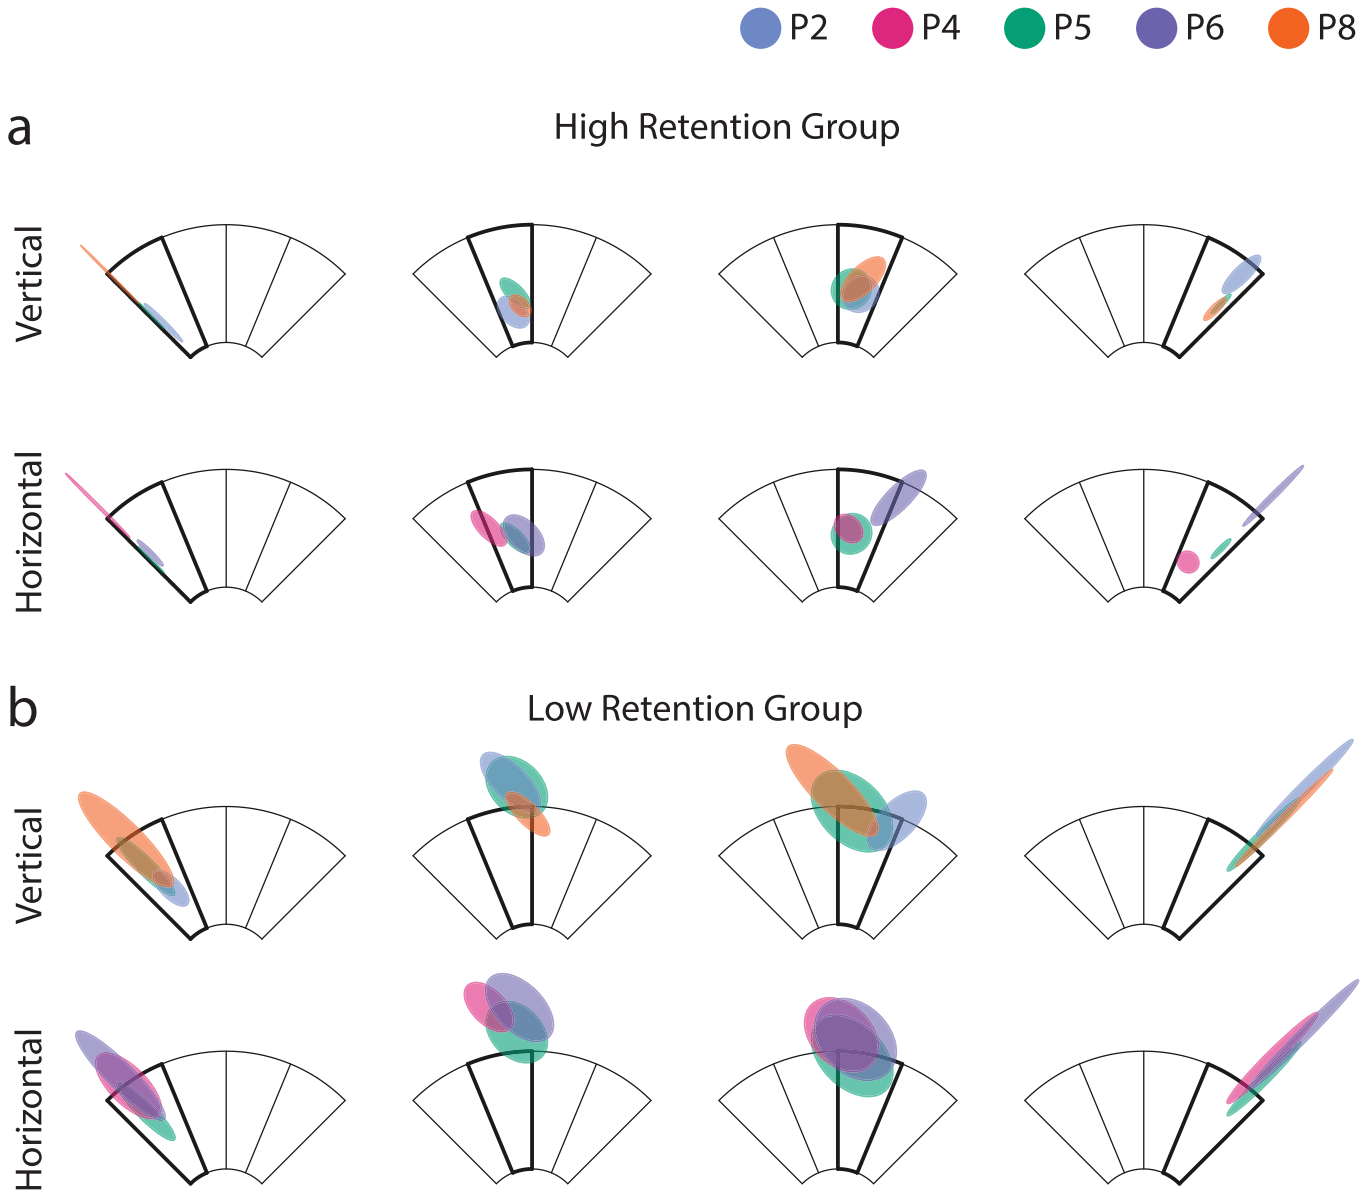 P2 P4 P5 P6 P8
a
High Retention Group
Vertical
Horizontal
b
Low Retention Group
Vertical
Horizontal